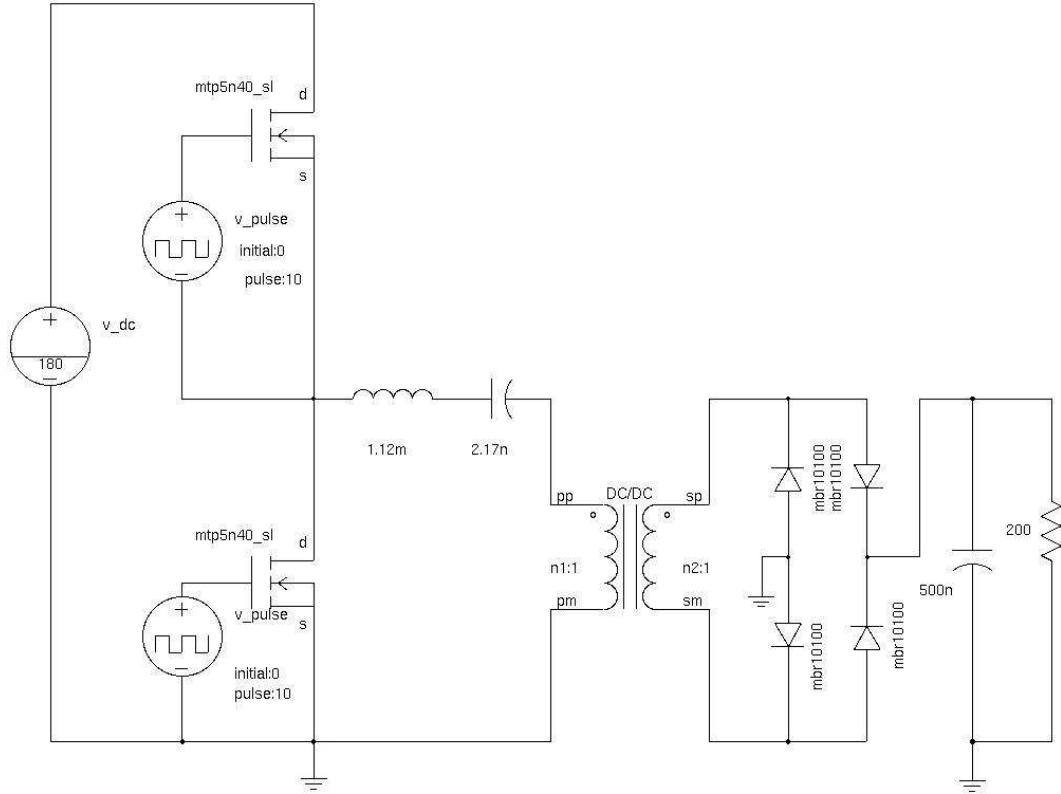 mtp5n40_sl
d
s
+
v_pulse
initial:0
pulse:10
−
+
v_dc
180
−
1.12m
2.17n
pp
DC/DC
sp
n1:1
n2:1
pm
sm
mbr10100
mbr10100
mbr10100
mbr10100
500n
200
mtp5n40_sl
d
s
+
v_pulse
initial:0
pulse:10
−